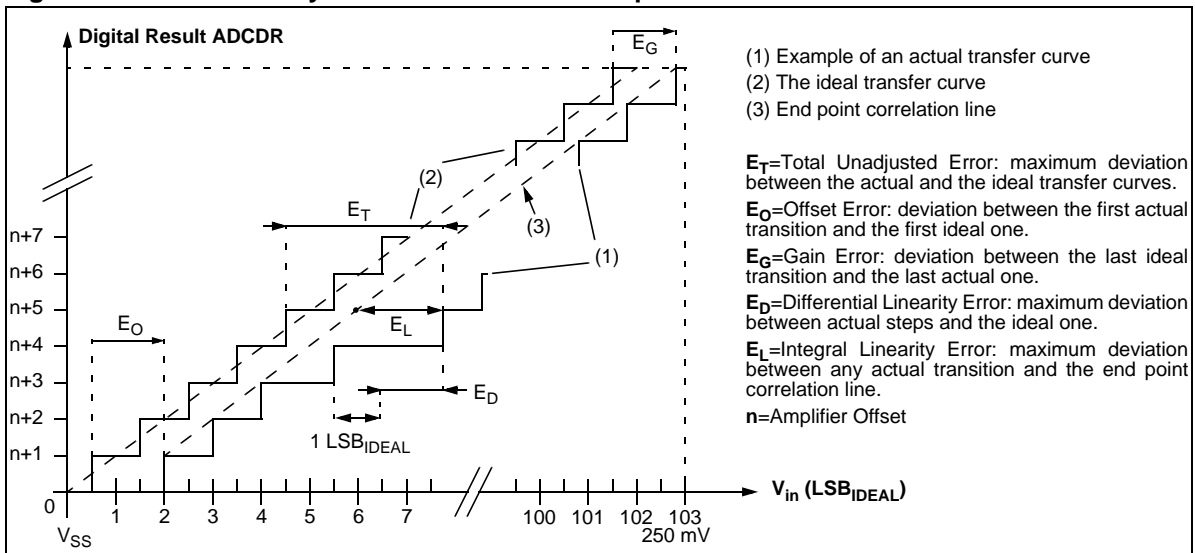 Digital Result ADCDR
E_G
(1) Example of an actual transfer curve
(2) The ideal transfer curve
(3) End point correlation line
E_T=Total Unadjusted Error: maximum deviation
between the actual and the ideal transfer curves.
E_O=Offset Error: deviation between the first actual
transition and the first ideal one.
E_G=Gain Error: deviation between the last ideal
transition and the last actual one.
E_D=Differential Linearity Error: maximum deviation
between actual steps and the ideal one.
E_L=Integral Linearity Error: maximum deviation
between any actual transition and the end point
correlation line.
n=Amplifier Offset
(2)
E_T
(3)
(1)
n+7
n+6
n+5
n+4
n+3
n+2
n+1
E_O
E_L
E_D
1 LSB_IDEAL
0
1 2 3 4 5 6 7 100 101 102 103
V_SS
250 mV
V_in (LSB_IDEAL)